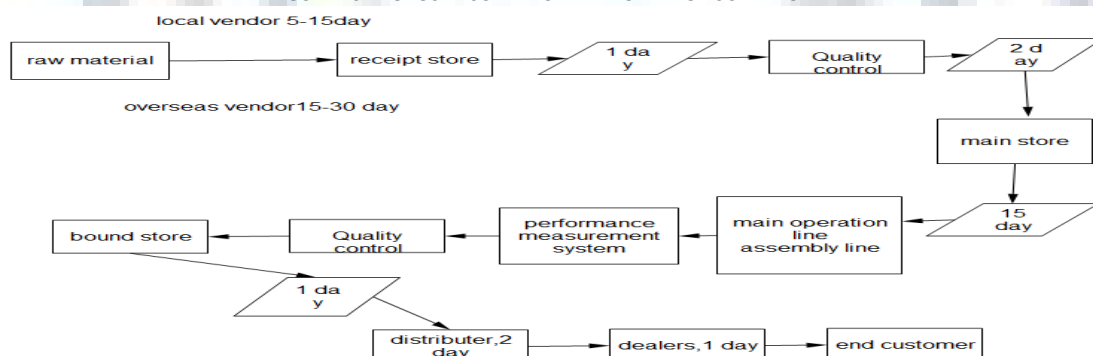 local vendor 5-15day
raw material
receipt store
1 da
y
Quality
control
2 d
ay
overseas vendor15-30 day
main store
15
day
main operation
line
assembly line
performance
measurement
system
Quality
control
bound store
1 da
y
distributer,2
day
dealers,1 day
end customer